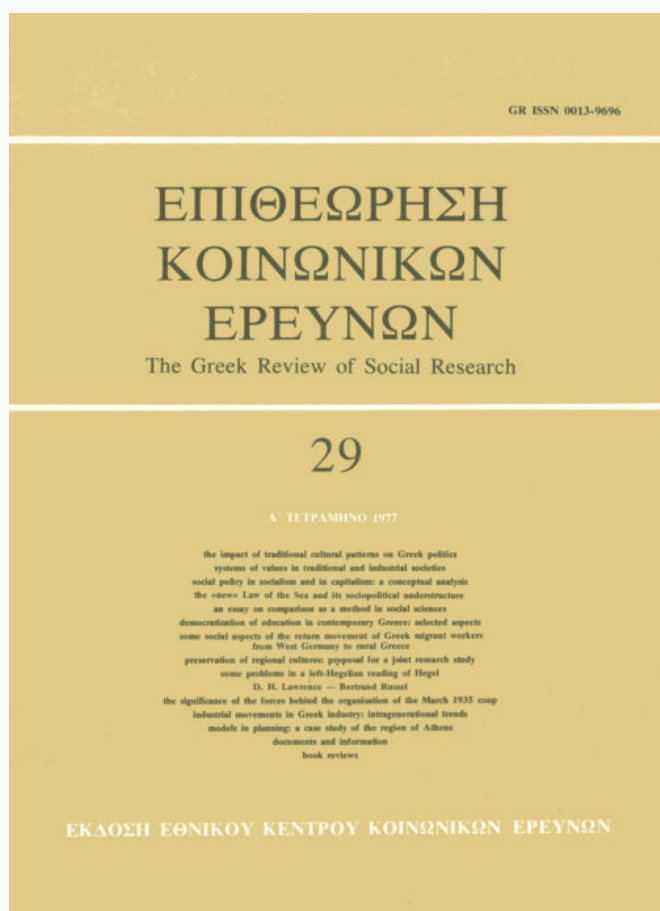 GR ISSN 0013-9696
ΕΠΙΘΕΩΡΗΣΗ
ΚΟΙΝΩΝΙΚΩΝ
ΕΡΕΥΝΩΝ
The Greek Review of Social Research
29
Α΄ ΤΕΤΡΑΜΗΝΟ 1977
the impact of traditional cultural patterns on Greek politics
systems of values in traditional and industrial societies
social policy in socialism and in capitalism: a conceptual analysis
the «new» Law of the Sea and its sociopolitical understructure
an essay on comparison as a method in social sciences
democratization of education in contemporary Greece: selected aspects
some social aspects of the return movement of Greek migrant workers
from West Germany to rural Greece
preservation of regional cultures: proposal for a joint research study
some problems in a left-Hegelian reading of Hegel
D. H. Lawrence — Bertrand Russel
the significance of the forces behind the organisation of the March 1935 coup
industrial movements in Greek industry: intragenerational trends
models in planning: a case study of the region of Athens
documents and information
book reviews
ΕΚΔΟΣΗ ΕΘΝΙΚΟΥ ΚΕΝΤΡΟΥ ΚΟΙΝΩΝΙΚΩΝ ΕΡΕΥΝΩΝ